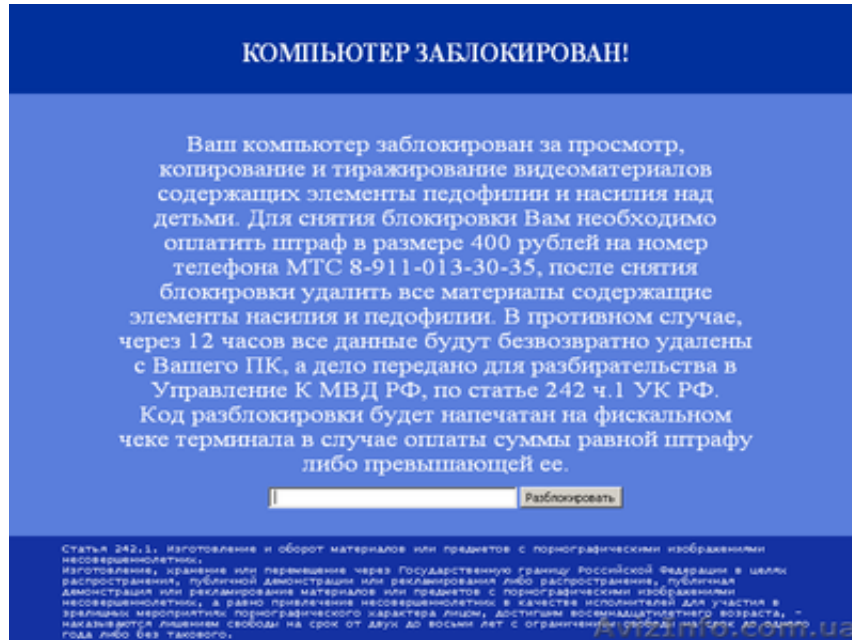 КОМПЬЮТЕР ЗАБЛОКИРОВАН!
Ваш компьютер заблокирован за просмотр,
копирование и тиражирование видеоматериалов
содержащих элементы педофилии и насилия над
детьми. Для снятия блокировки Вам необходимо
оплатить штраф в размере 400 рублей на номер
телефона МТС 8-911-013-30-35, после снятия
блокировки удалить все материалы содержащие
элементы насилия и педофилии. В противном случае,
через 12 часов все данные будут безвозвратно удалены
с Вашего ПК, а дело передано для разбирательства в
Управление К МВД РФ, по статье 242 ч.1 УК РФ.
Код разблокировки будет напечатан на фискальном
чеке терминала в случае оплаты суммы равной штрафу
либо превышающей ее.
Разблокировать
Статья 242.1. Изготовление и оборот материалов или предметов с порнографическими изображениями
несовершеннолетних.
Изготовление, хранение или перемещение через Государственную границу Российской Федерации в целях
распространения, публичной демонстрации или рекламирования либо распространение, публичная
демонстрация или рекламирование материалов или предметов с порнографическими изображениями
несовершеннолетних, а равно привлечение несовершеннолетних в качестве исполнителей для участия в
зрелищных мероприятиях порнографического характера лицом, достигшим восемнадцатилетнего возраста, -
наказываются лишением свободы на срок от двух до восьми лет с ограничением свободы на срок до одного
года либо без такового.
AvizInfo.com.ua